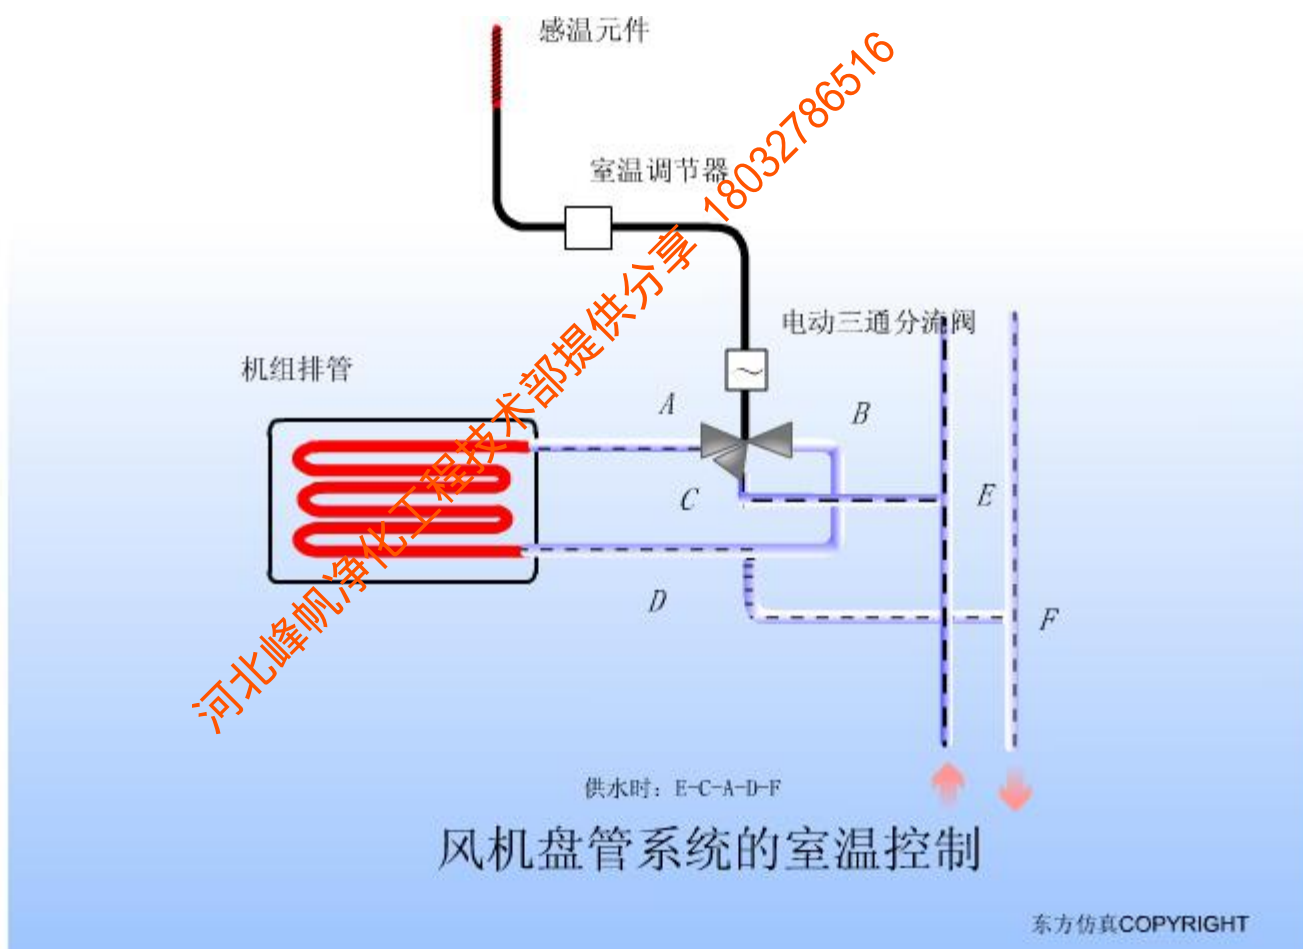 感温元件
室温调节器
电动三通分流阀
机组排管
A
B
C
E
D
F
供水时：E-C-A-D-F
风机盘管系统的室温控制
东方仿真COPYRIGHT
河北峰帆净化工程技术部提供分享 18032786516